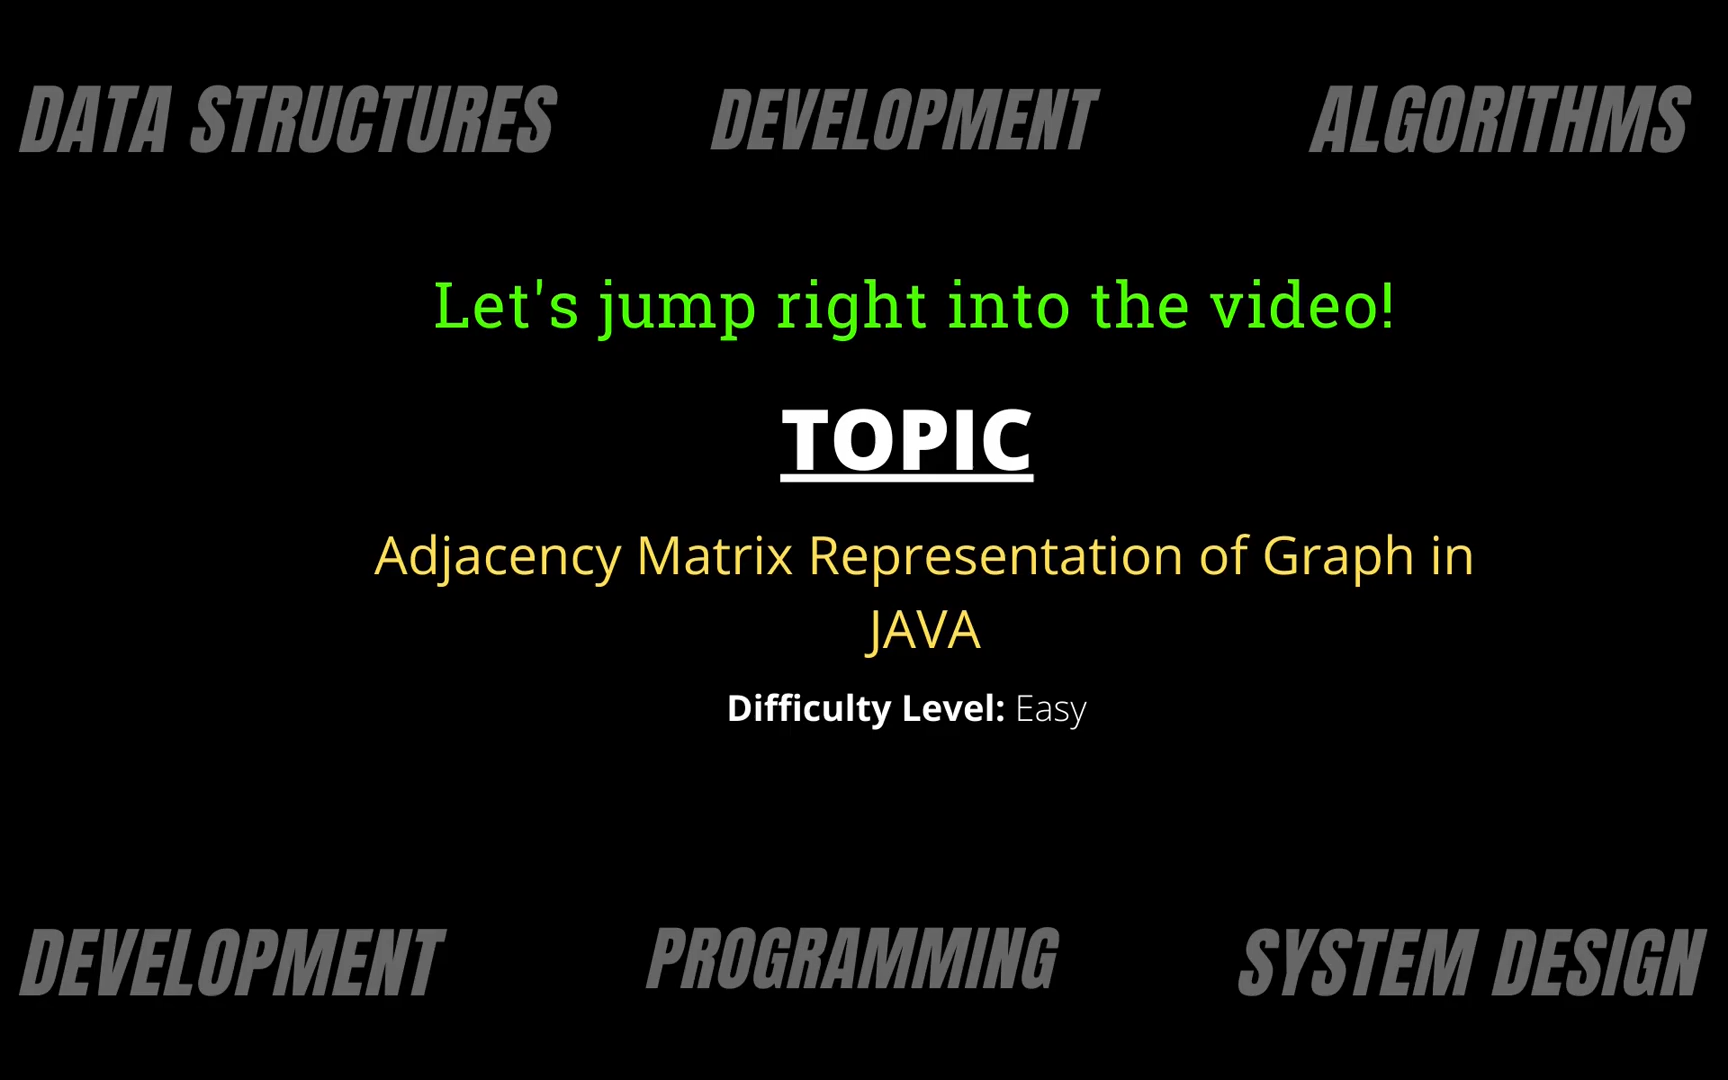 DATA STRUCTURES
DEVELOPMENT
ALGORITHMS
Let's jump right into the video!
TOPIC
Adjacency Matrix Representation of Graph in
JAVA
Difficulty Level: Easy
DEVELOPMENT
PROGRAMMING
SYSTEM DESIGN